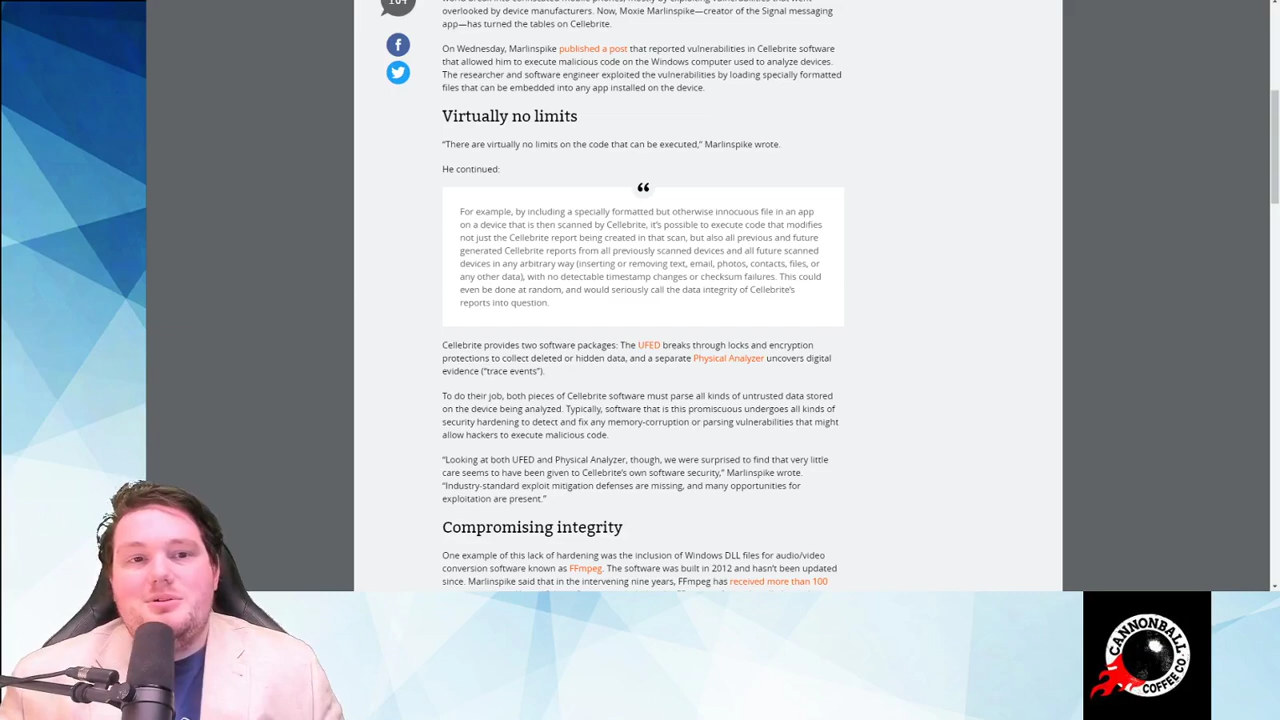 overlooked by device manufacturers. Now, Moxie Marlinspike—creator of the Signal messaging
app—has turned the tables on Cellebrite.
On Wednesday, Marlinspike published a post that reported vulnerabilities in Cellebrite software
that allowed him to execute malicious code on the Windows computer used to analyze devices.
The researcher and software engineer exploited the vulnerabilities by loading specially formatted
files that can be embedded into any app installed on the device.
Virtually no limits
“There are virtually no limits on the code that can be executed,” Marlinspike wrote.
He continued:
“
For example, by including a specially formatted but otherwise innocuous file in an app
on a device that is then scanned by Cellebrite, it’s possible to execute code that modifies
not just the Cellebrite report being created in that scan, but also all previous and future
generated Cellebrite reports from all previously scanned devices and all future scanned
devices in any arbitrary way (inserting or removing text, email, photos, contacts, files, or
any other data), with no detectable timestamp changes or checksum failures. This could
even be done at random, and would seriously call the data integrity of Cellebrite’s
reports into question.
Cellebrite provides two software packages: The UFED breaks through locks and encryption
protections to collect deleted or hidden data, and a separate Physical Analyzer uncovers digital
evidence (“trace events”).
To do their job, both pieces of Cellebrite software must parse all kinds of untrusted data stored
on the device being analyzed. Typically, software that is this promiscuous undergoes all kinds of
security hardening to detect and fix any memory-corruption or parsing vulnerabilities that might
allow hackers to execute malicious code.
“Looking at both UFED and Physical Analyzer, though, we were surprised to find that very little
care seems to have been given to Cellebrite’s own software security,” Marlinspike wrote.
“Industry-standard exploit mitigation defenses are missing, and many opportunities for
exploitation are present.”
Compromising integrity
One example of this lack of hardening was the inclusion of Windows DLL files for audio/video
conversion software known as FFmpeg. The software was built in 2012 and hasn’t been updated
since. Marlinspike said that in the intervening nine years, FFmpeg has received more than 100
CANNONBALL
COFFEE CO.